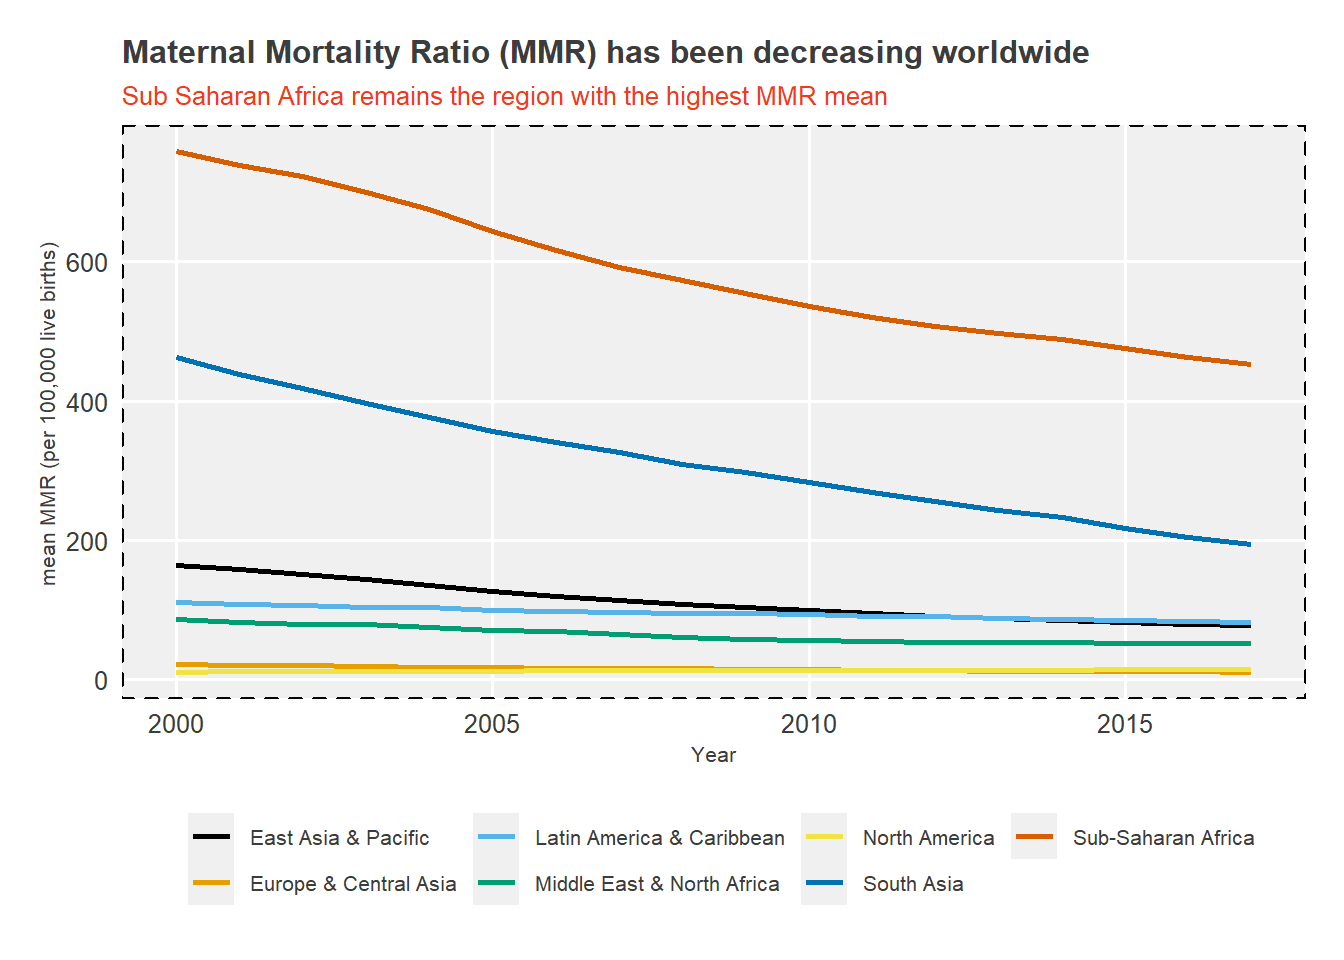 Maternal Mortality Ratio (MMR) has been decreasing worldwide
Sub Saharan Africa remains the region with the highest MMR mean
mean MMR (per 100,000 live births)
600
400
200
0
2000 2005 2010 2015
Year
East Asia & Pacific Latin America & Caribbean North America Sub-Saharan Africa
Europe & Central Asia Middle East & North Africa South Asia